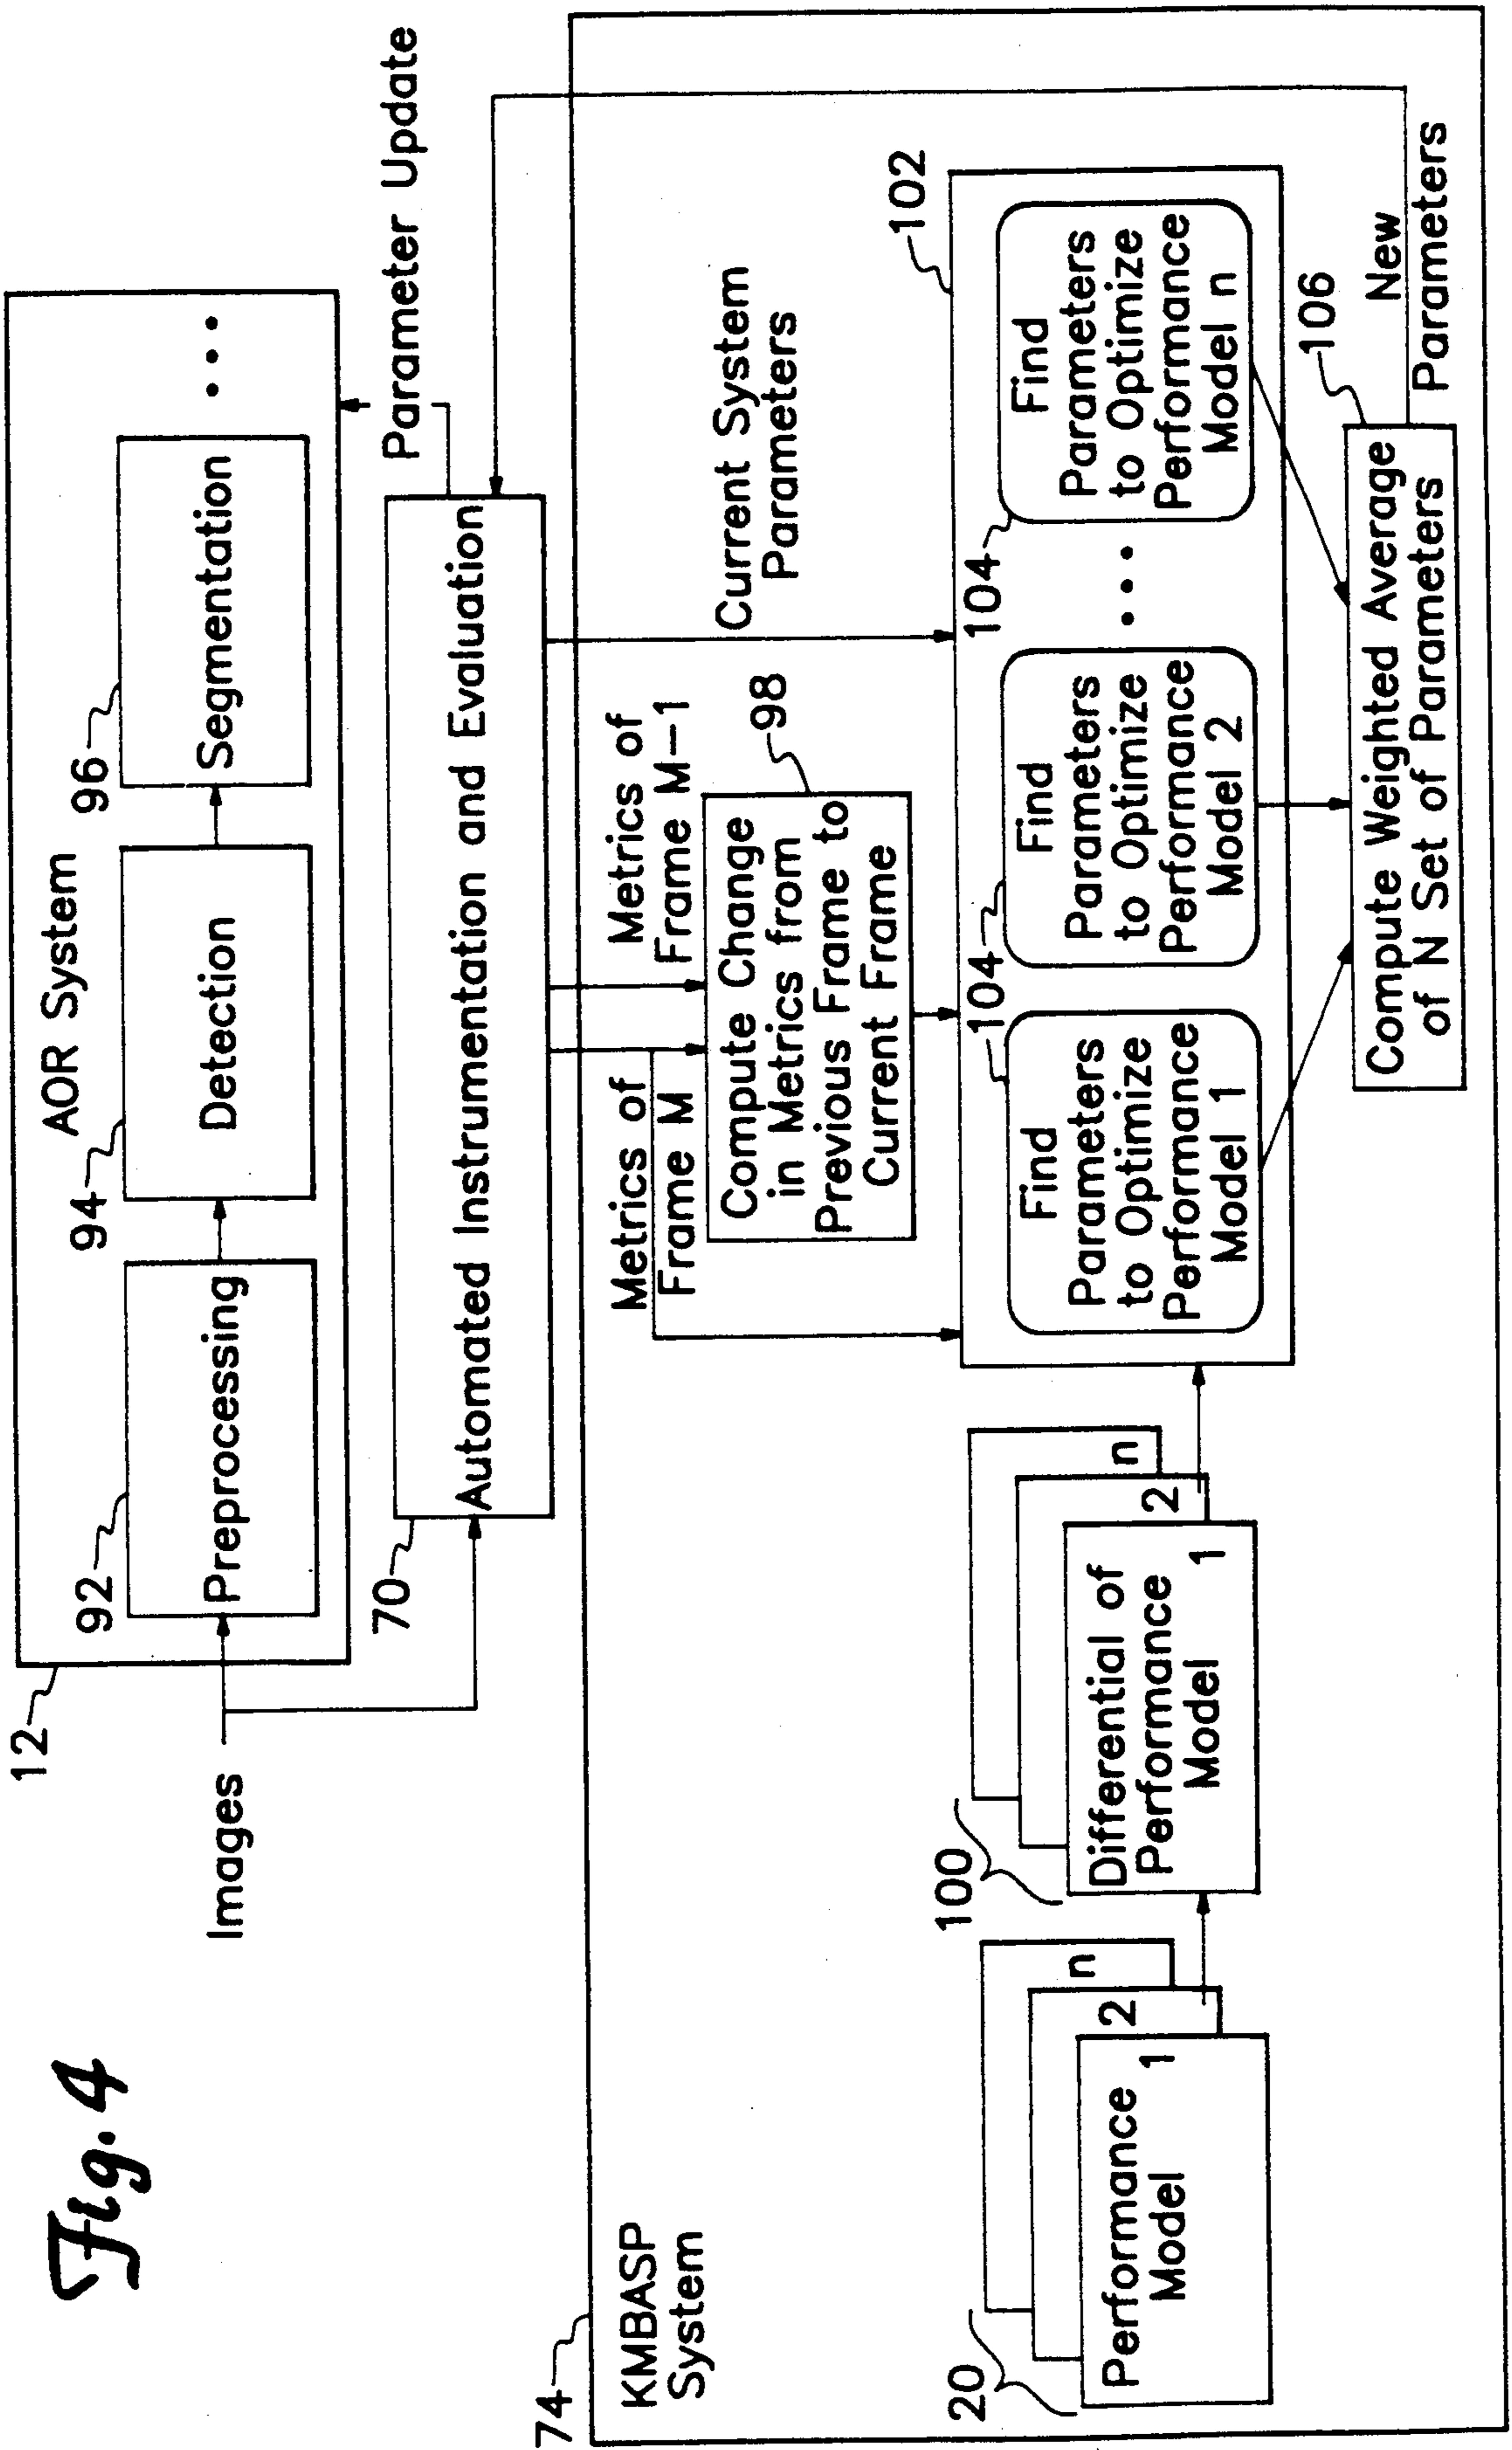 Fig. 4
12
AOR System
Images
92
Preprocessing
94
Detection
96
Segmentation
• • •
70
Automated Instrumentation and Evaluation
Parameter Update
74
KMBASP
System
Metrics of
Frame M
Metrics of
Frame M-1
Current System
Parameters
98
Compute Change
in Metrics from
Previous Frame to
Current Frame
20
Performance
Model
1
2
n
100
Differential of
Performance
Model
1
2
n
102
104
Find
Parameters
to Optimize
Performance
Model 1
104
Find
Parameters
to Optimize
Performance
Model 2
• • •
104
Find
Parameters
to Optimize
Performance
Model n
106
Compute Weighted Average
of N Set of Parameters
New
Parameters